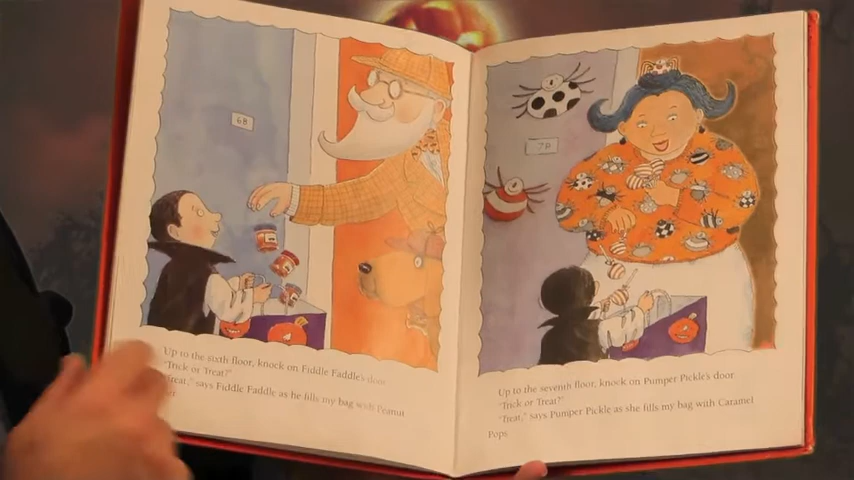 6B
Up to the sixth floor, knock on Fiddle Faddle's door
"Trick or Treat?"
"Treat," says Fiddle Faddle as he fills my bag with Peanut
7B
Up to the seventh floor, knock on Pumper Pickle's door
"Trick or Treat?"
"Treat," says Pumper Pickle as she fills my bag with Caramel
Pops